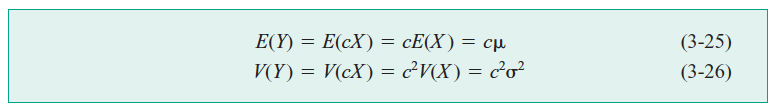 E(Y) = E(cX) = cE(X) = cμ (3-25)
V(Y) = V(cX) = c²V(X) = c²σ² (3-26)